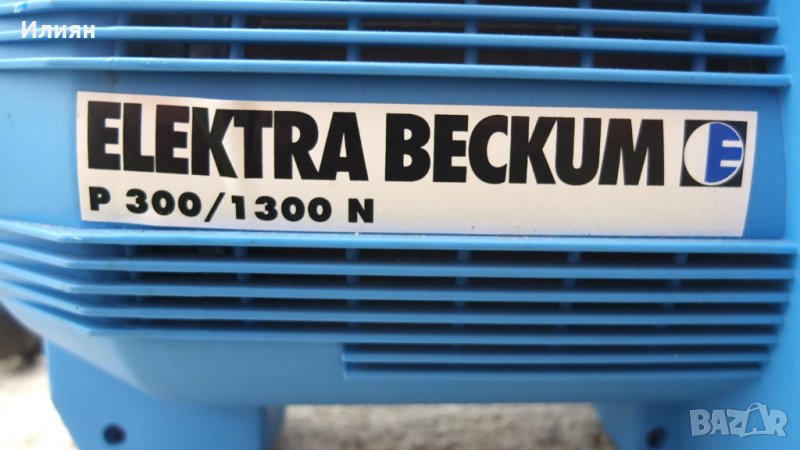 Илиян
ELEKTRA BECKUM E
P 300/1300 N
BAZAR